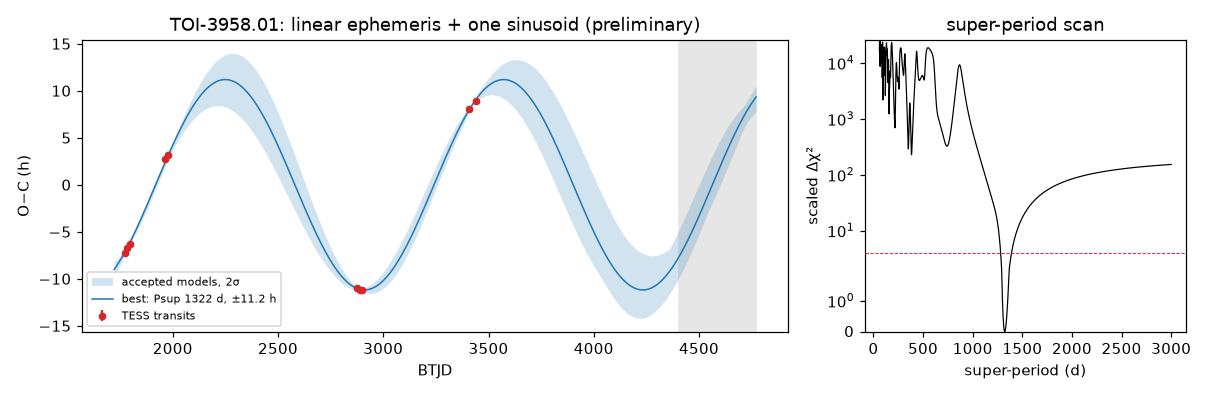 TOI-3958.01: linear ephemeris + one sinusoid (preliminary)
15
10
5
0
−5
−10
−15
O−C (h)
accepted models, 2σ
best: Psup 1322 d, ±11.2 h
TESS transits
2000 2500 3000 3500 4000 4500
BTJD
super-period scan
10⁴
10³
10²
10¹
10⁰
0
scaled Δχ²
0 500 1000 1500 2000 2500 3000
super-period (d)